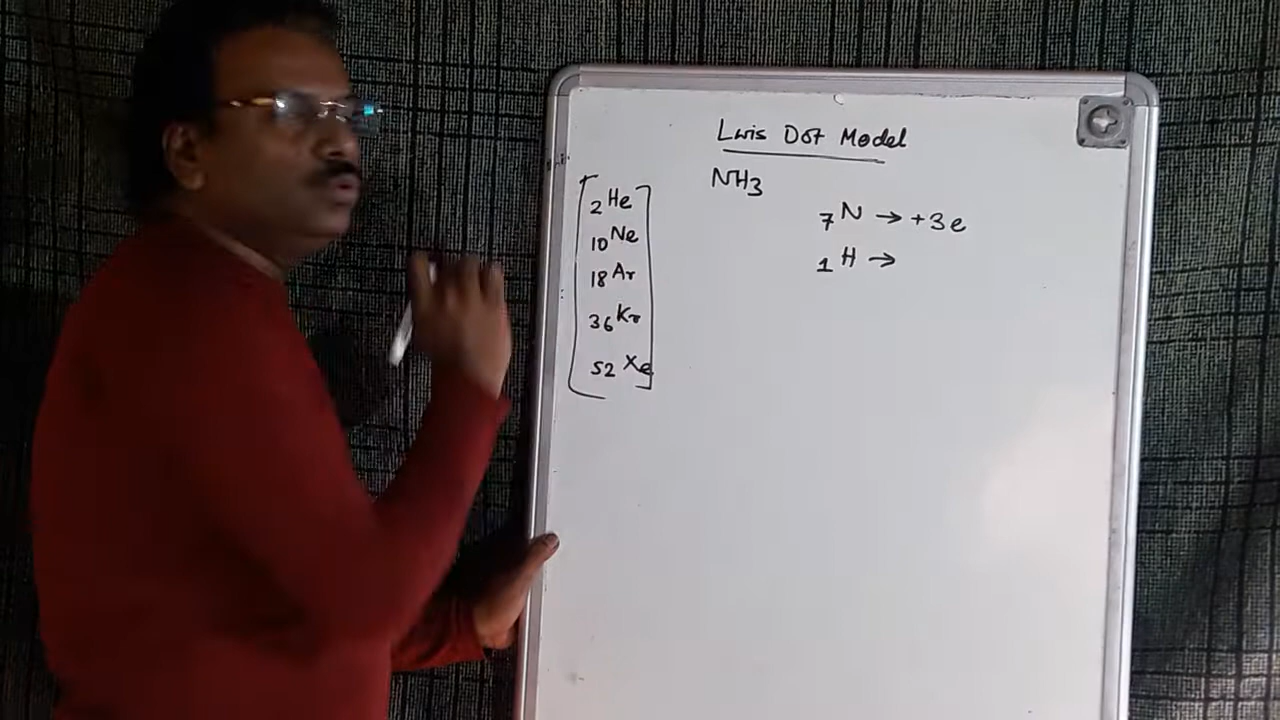 Lwis Dot Model
NH3
2He
10Ne
18Ar
36Kr
52Xe
7N → +3e
1H →